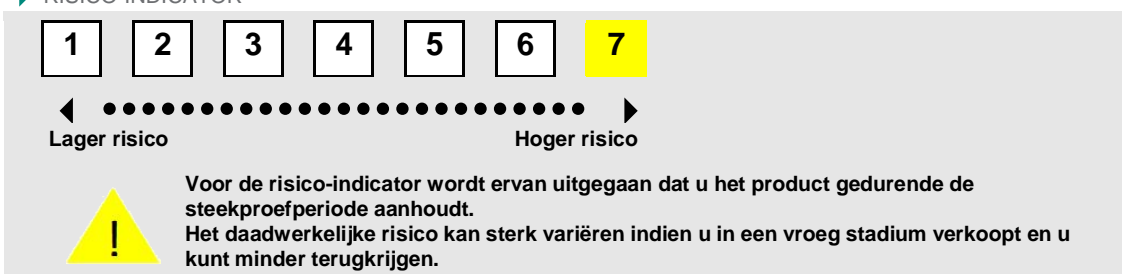 RISICO-INDICATOR
1 2 3 4 5 6 7
Lager risico Hoger risico
Voor de risico-indicator wordt ervan uitgegaan dat u het product gedurende de
steekproefperiode aanhoudt.
Het daadwerkelijke risico kan sterk variëren indien u in een vroeg stadium verkoopt en u
kunt minder terugkrijgen.
!